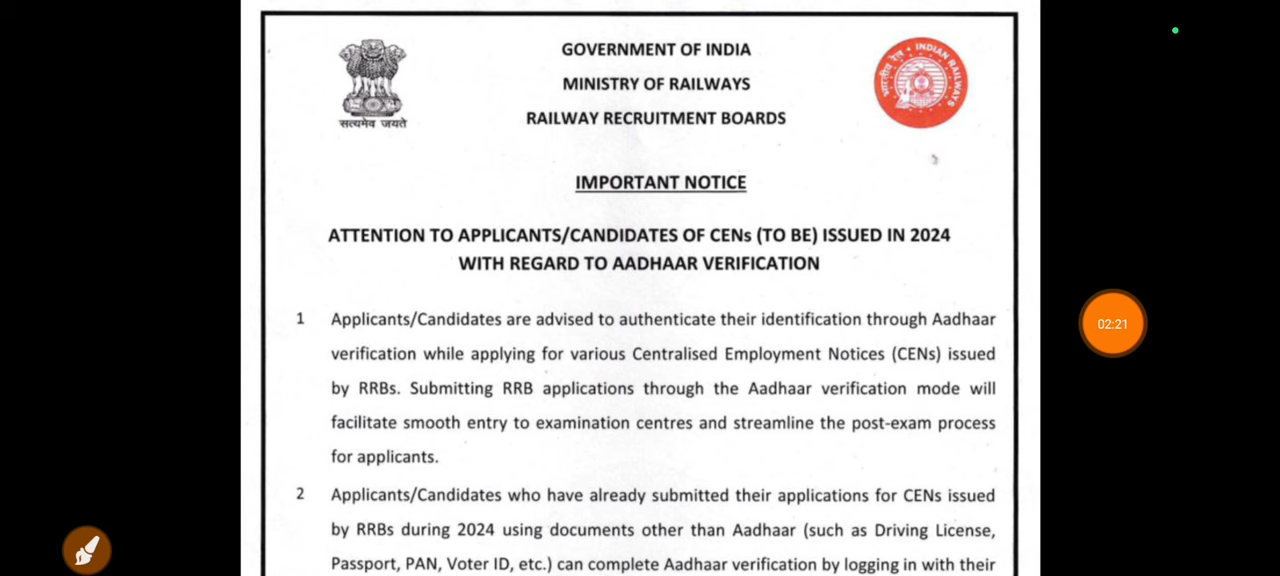 GOVERNMENT OF INDIA
MINISTRY OF RAILWAYS
RAILWAY RECRUITMENT BOARDS
सत्यमेव जयते
भारतीय रेल • INDIAN RAILWAYS
IMPORTANT NOTICE
ATTENTION TO APPLICANTS/CANDIDATES OF CENs (TO BE) ISSUED IN 2024
WITH REGARD TO AADHAAR VERIFICATION
1 Applicants/Candidates are advised to authenticate their identification through Aadhaar
verification while applying for various Centralised Employment Notices (CENs) issued
by RRBs. Submitting RRB applications through the Aadhaar verification mode will
facilitate smooth entry to examination centres and streamline the post-exam process
for applicants.
02:21
2 Applicants/Candidates who have already submitted their applications for CENs issued
by RRBs during 2024 using documents other than Aadhaar (such as Driving License,
Passport, PAN, Voter ID, etc.) can complete Aadhaar verification by logging in with their